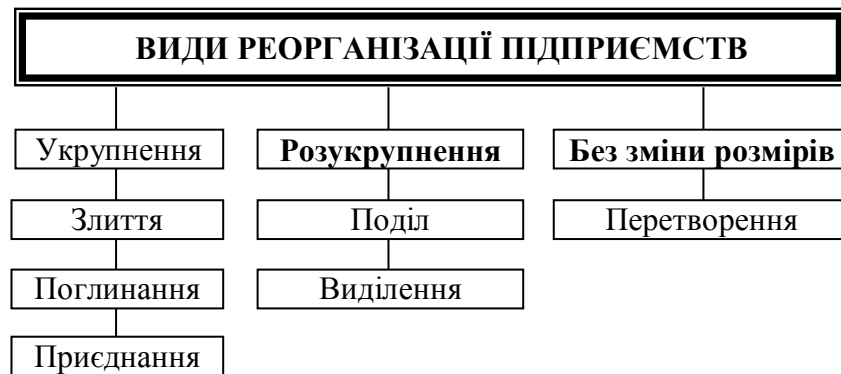 ВИДИ РЕОРГАНІЗАЦІЇ ПІДПРИЄМСТВ
Укрупнення
Розукрупнення
Без зміни розмірів
Злиття
Поділ
Перетворення
Поглинання
Виділення
Приєднання